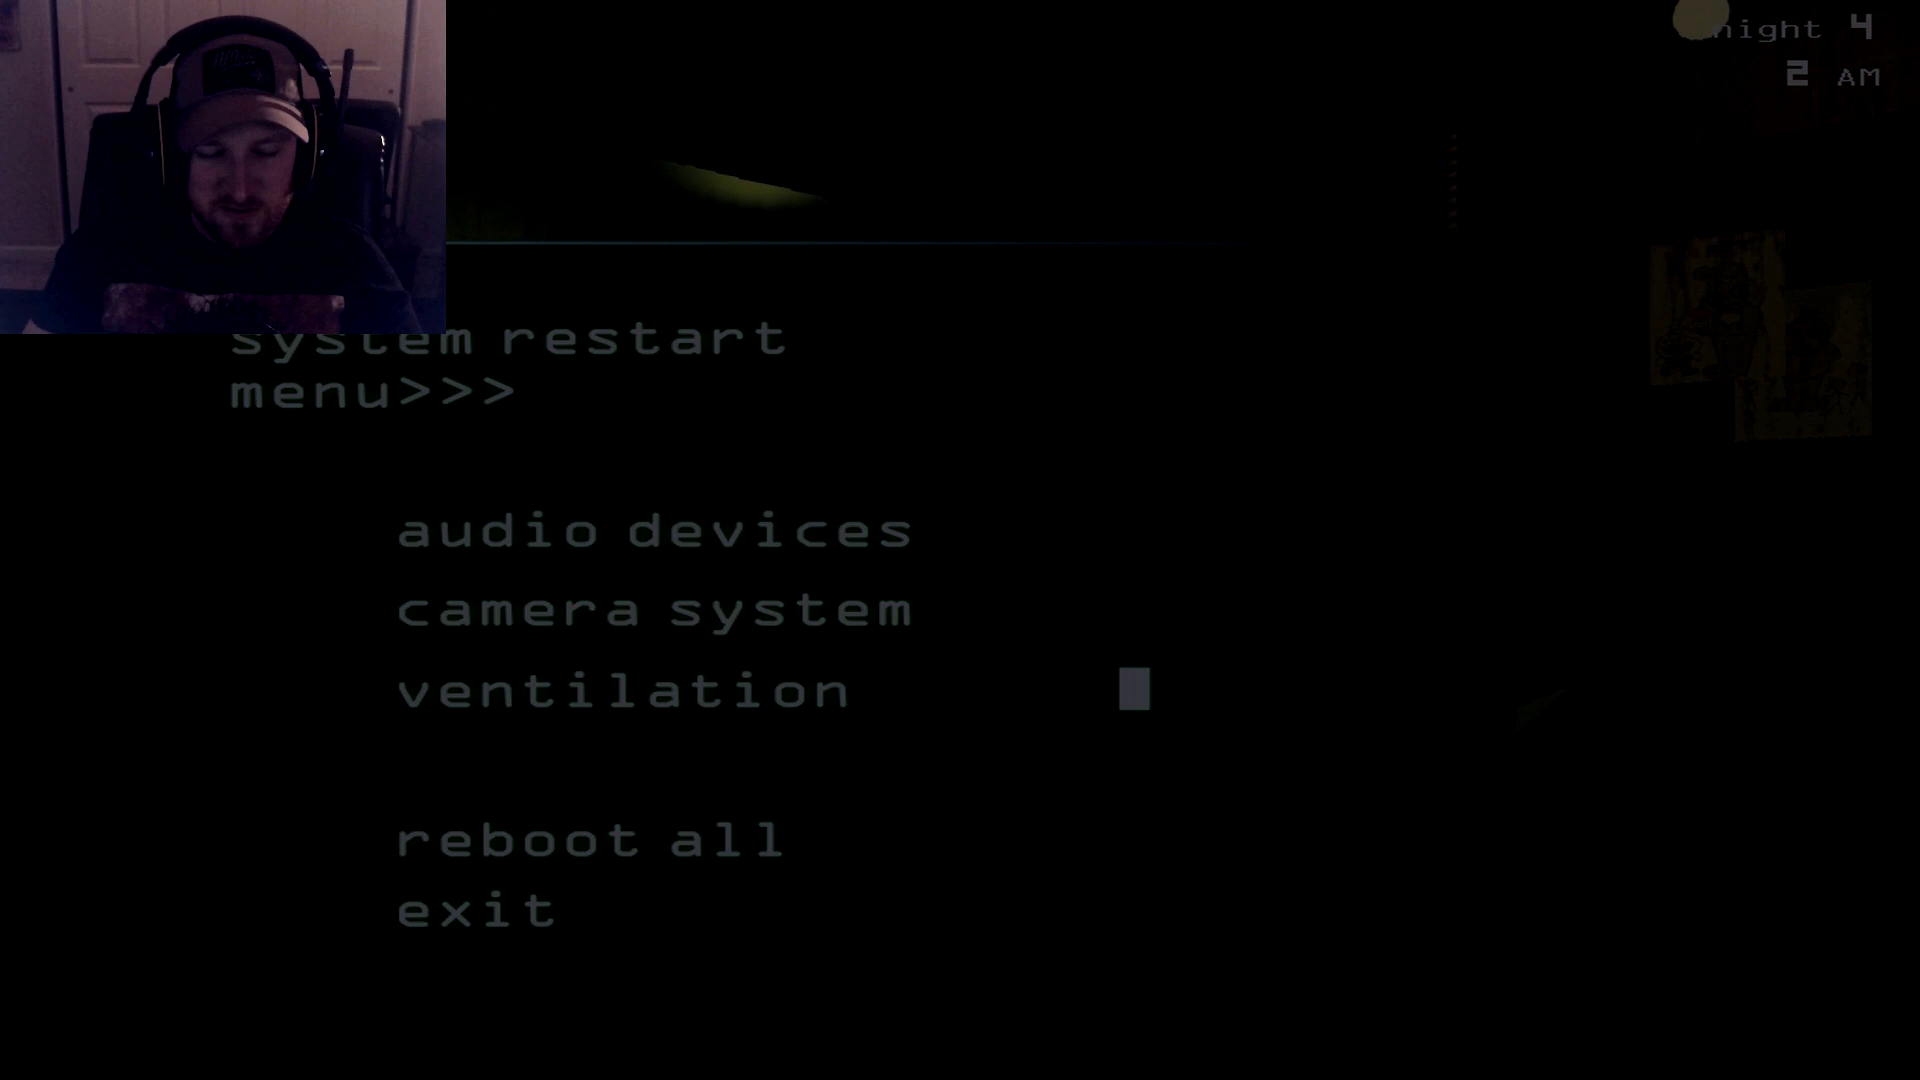 night 4
2 AM
system restart
menu>>>
audio devices
camera system
ventilation
reboot all
exit